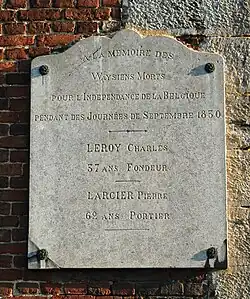 A LA MEMOIRE DES
WAYSIENS MORTS
POUR L'INDEPENDANCE DE LA BELGIQUE
PENDANT DES JOURNÉES DE SEPTEMBRE 1830
LEROY CHARLES
37 ANS FONDEUR
LARCIER PIERRE
62 ANS PORTIER